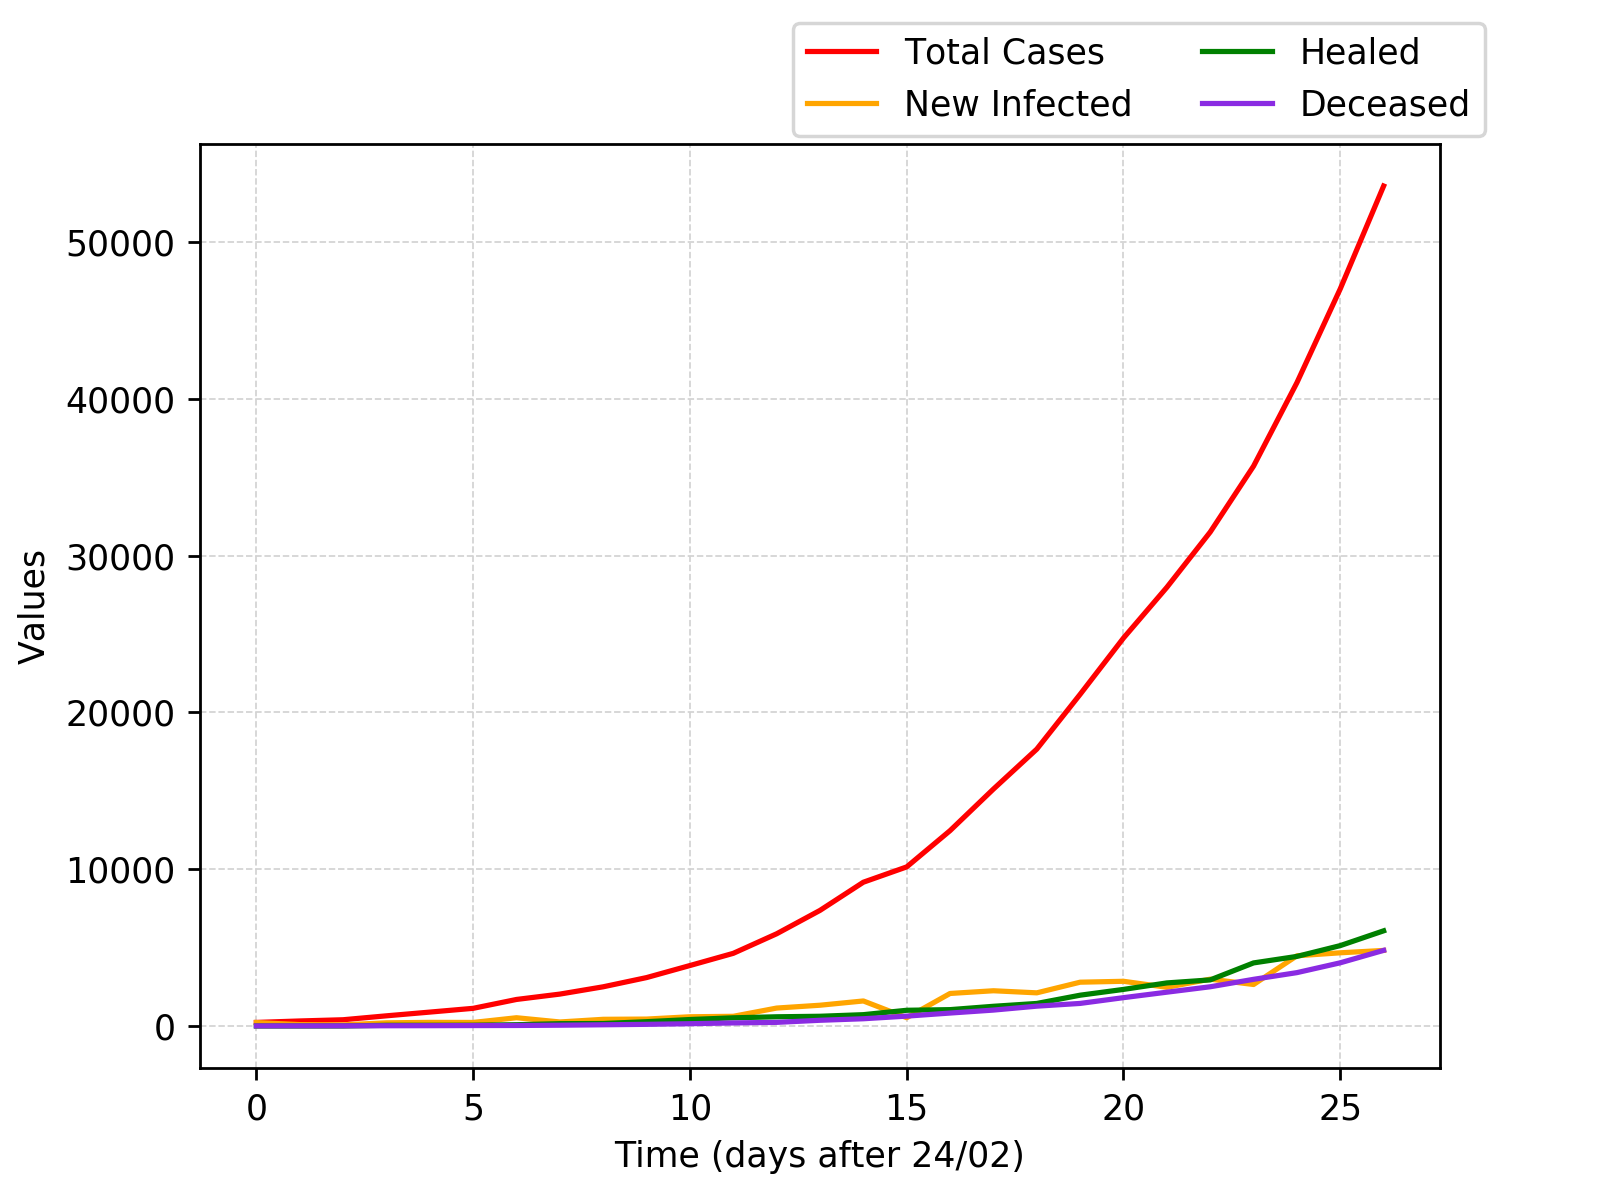 Total Cases
New Infected
Healed
Deceased
50000
40000
30000
20000
10000
0
Values
0 5 10 15 20 25
Time (days after 24/02)